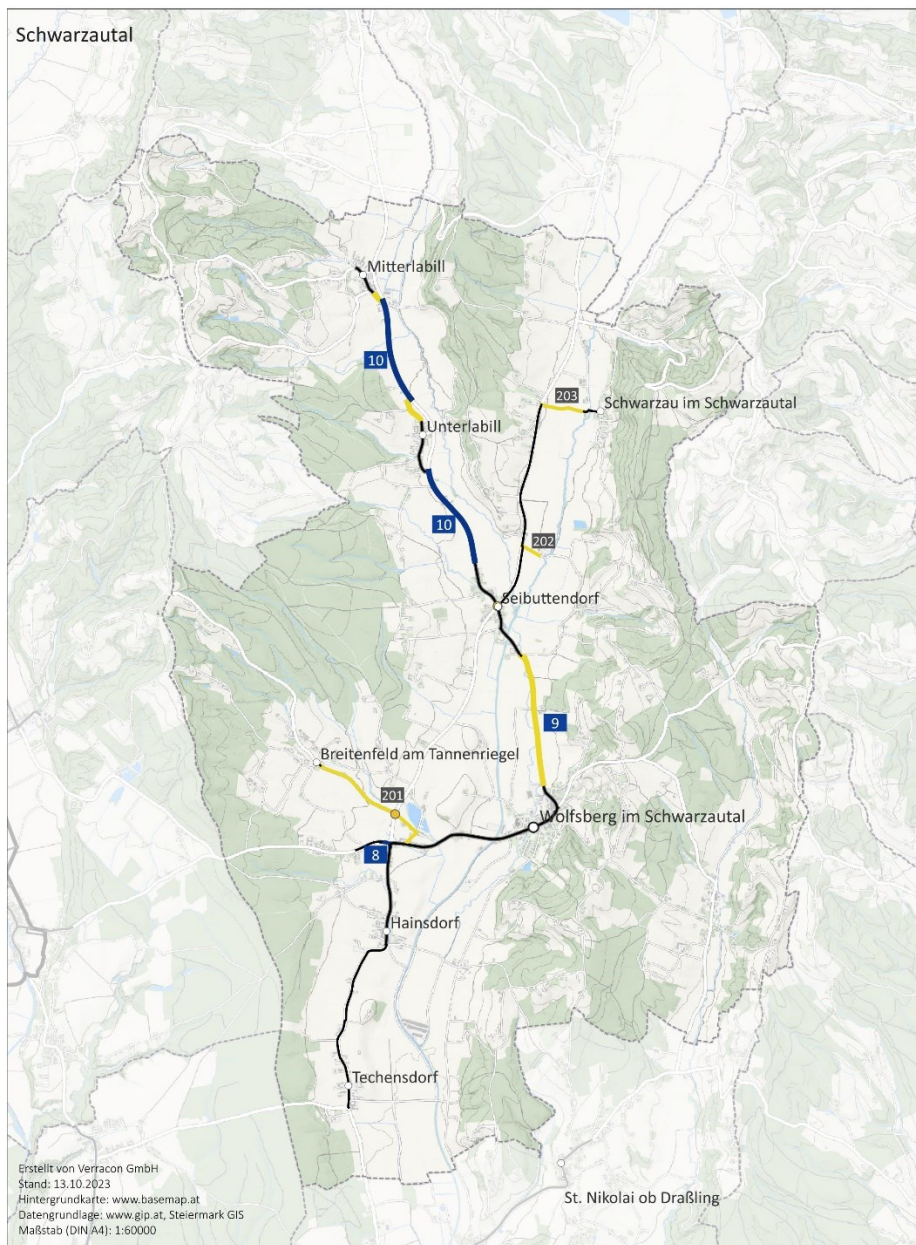 Schwarzautal
Mitterlabill
10
203
Schwarzau im Schwarzautal
Unterlabill
10
202
Seibuttendorf
9
Breitenfeld am Tannenriegel
201
Wolfsberg im Schwarzautal
8
Hainsdorf
Techensdorf
St. Nikolai ob Draßling
Erstellt von Verracon GmbH
Stand: 13.10.2023
Hintergrundkarte: www.basemap.at
Datengrundlage: www.gip.at, Steiermark GIS
Maßstab (DIN A4): 1:60000